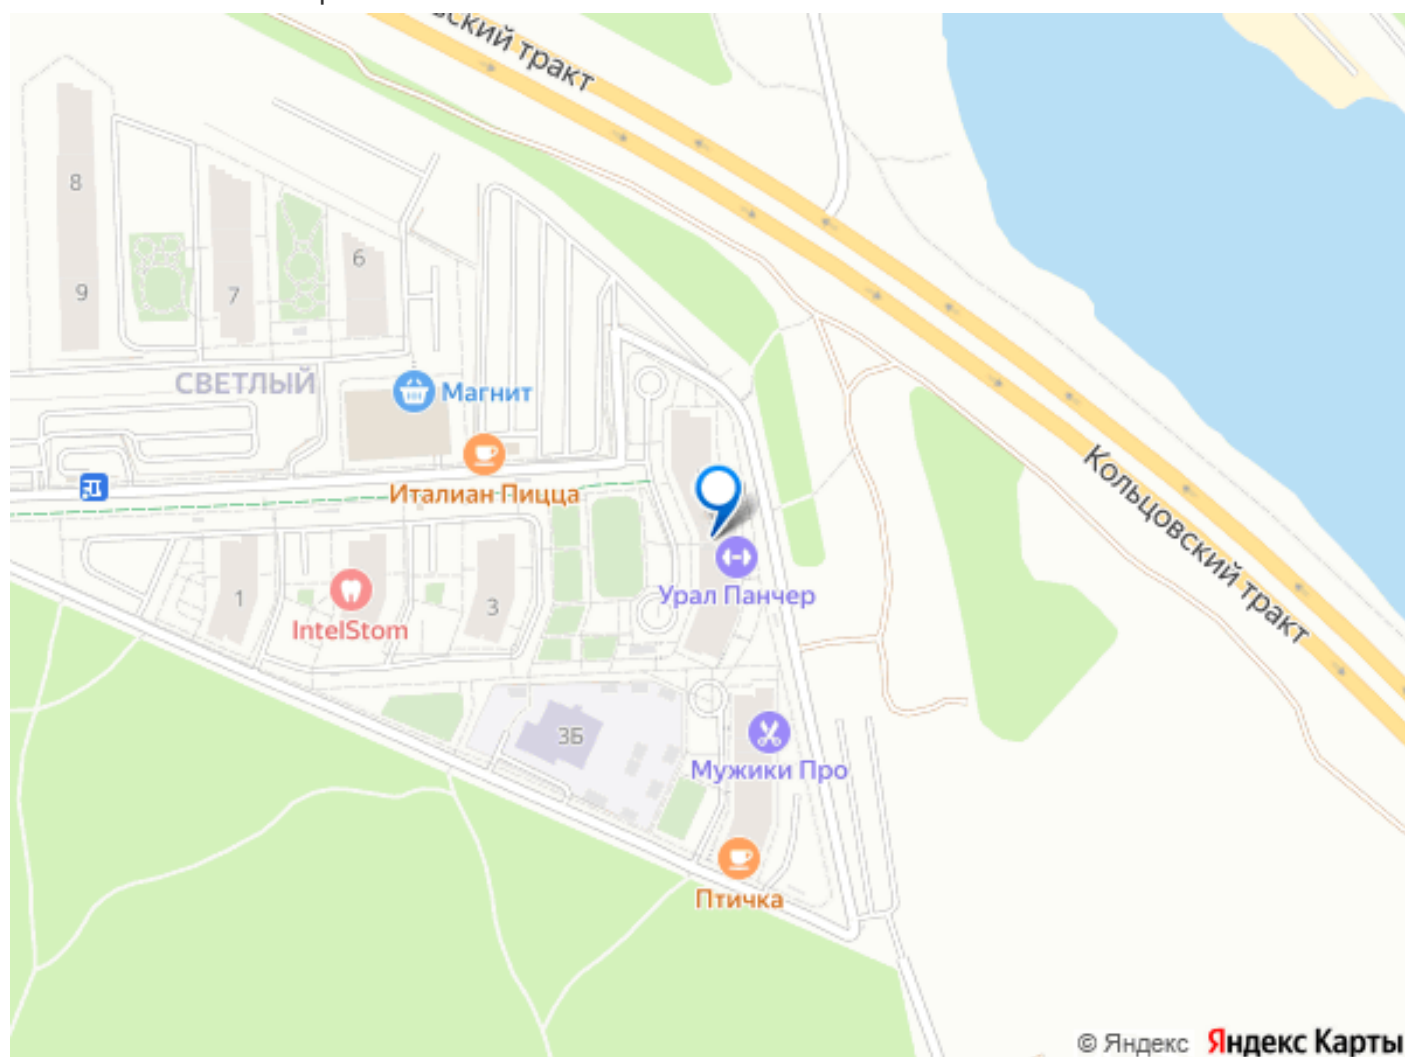 тракт
8
6
9
7
СВЕТЛЫЙ
Магнит
Кольцовский тракт
Италиан Пицца
Урал Панчер
1
3
IntelStom
3Б
Мужики Про
Птичка
© Яндекс Яндекс Карты